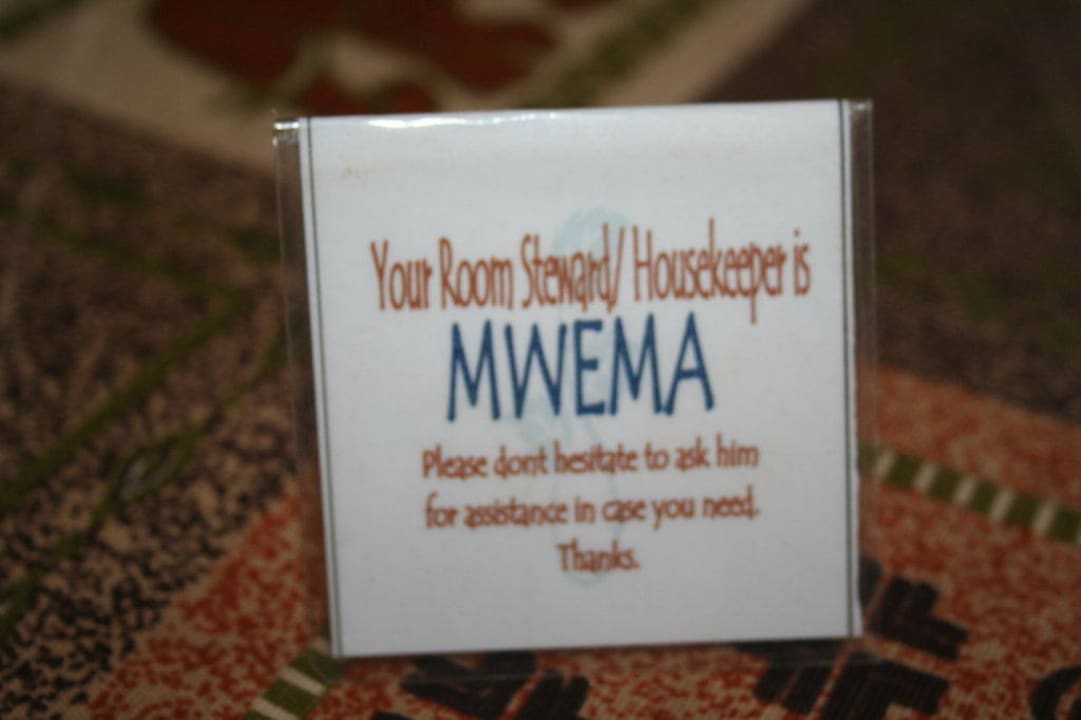 Your Room Steward/ Housekeeper is
MWEMA
Please dont hesitate to ask him
for assistance in case you need.
Thanks.